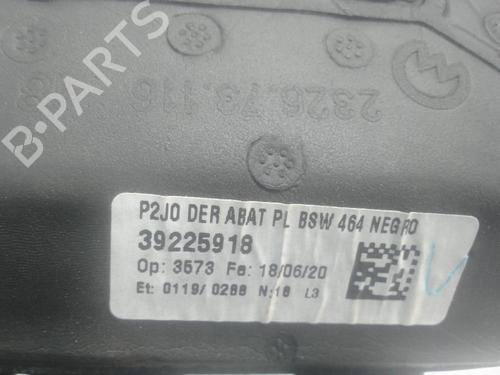 B-PARTS
2326.73.116
P2JO DER ABAT PL BSW 464 NEGRO
39225918
Op: 3573 Fe: 18/06/20
Et: 0119/ 0288 N:18 L3